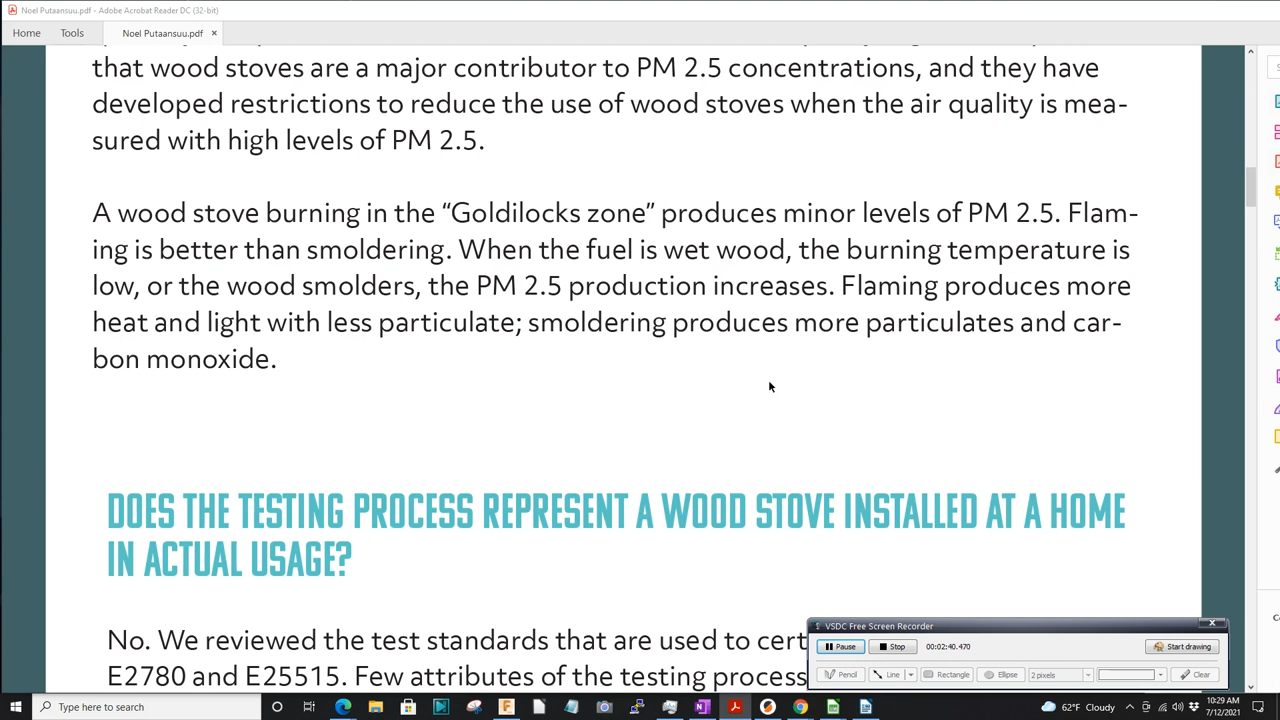 Noel Putaansuu.pdf - Adobe Acrobat Reader DC (32-bit)
Home Tools Noel Putaansuu.pdf ×
that wood stoves are a major contributor to PM 2.5 concentrations, and they have
developed restrictions to reduce the use of wood stoves when the air quality is mea-
sured with high levels of PM 2.5.
A wood stove burning in the “Goldilocks zone” produces minor levels of PM 2.5. Flam-
ing is better than smoldering. When the fuel is wet wood, the burning temperature is
low, or the wood smolders, the PM 2.5 production increases. Flaming produces more
heat and light with less particulate; smoldering produces more particulates and car-
bon monoxide.
DOES THE TESTING PROCESS REPRESENT A WOOD STOVE INSTALLED AT A HOME
IN ACTUAL USAGE?
No. We reviewed the test standards that are used to cert
E2780 and E25515. Few attributes of the testing process
VSDC Free Screen Recorder
Pause Stop 00:02:40.470 Start drawing
Pencil Line Rectangle Ellipse 2 pixels Clear
Type here to search
62°F Cloudy
10:29 AM
7/12/2021